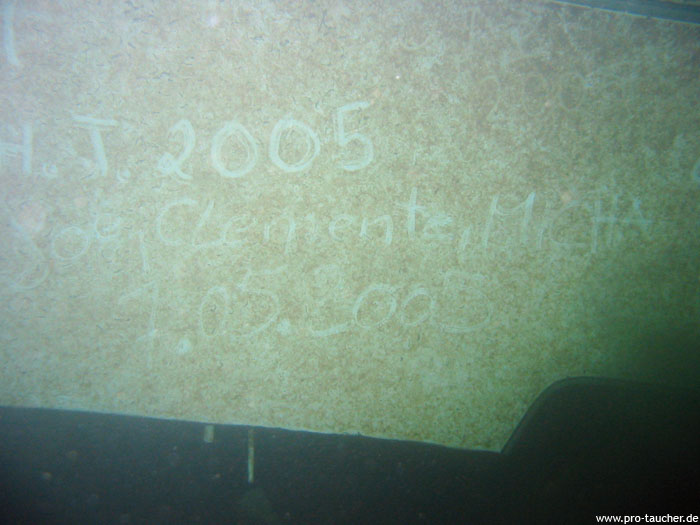 H.J. 2005
Clemente, MICHA
7.05.2005
www.pro-taucher.de